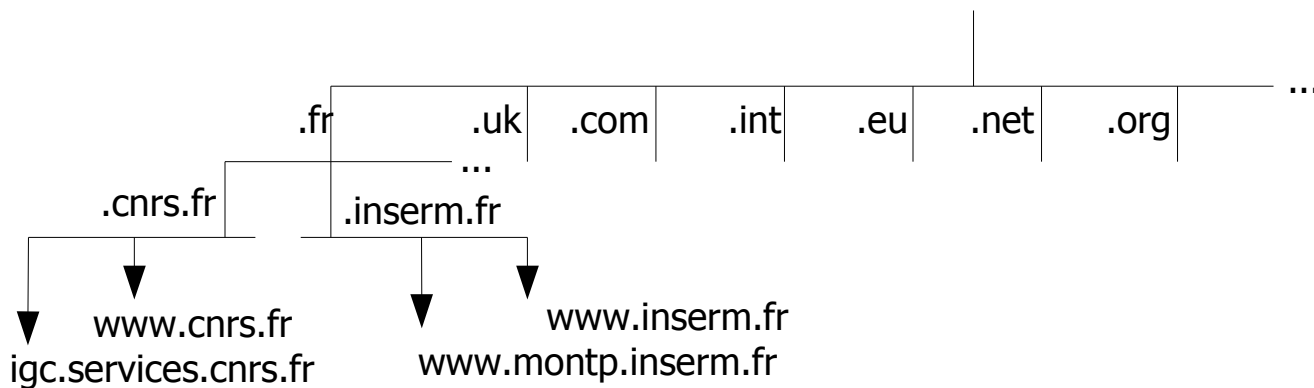 ...
.fr .uk .com .int .eu .net .org
...
.cnrs.fr .inserm.fr
www.cnrs.fr www.inserm.fr
igc.services.cnrs.fr www.montp.inserm.fr